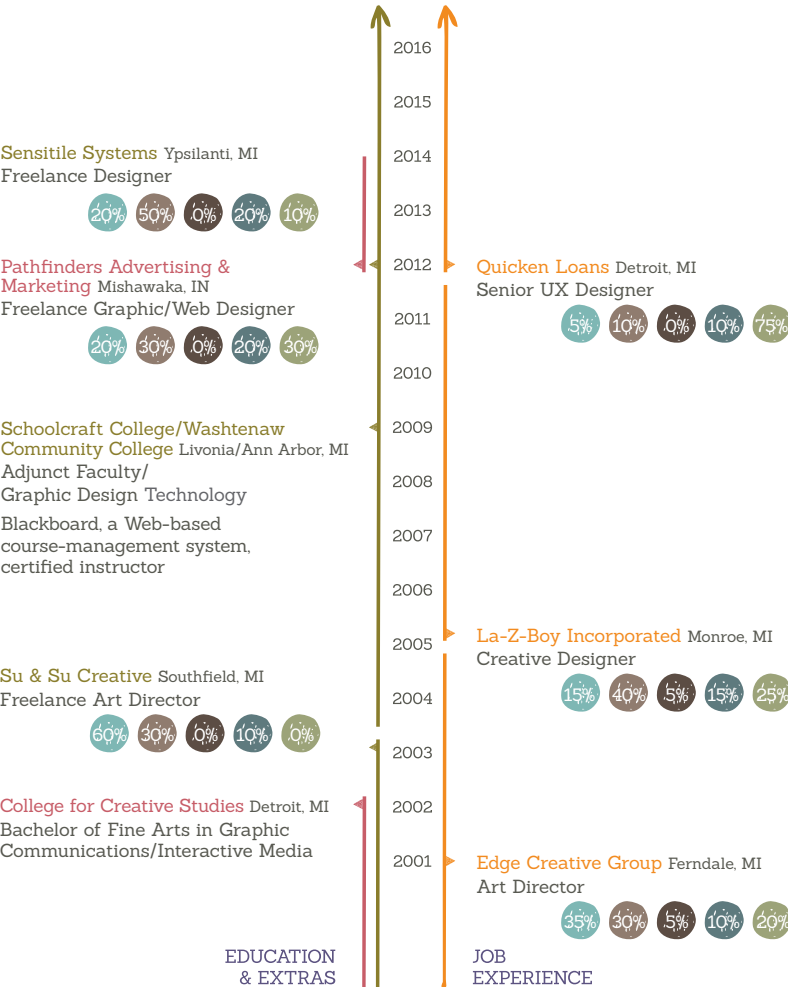 2016
2015
Sensitile Systems Ypsilanti, MI
Freelance Designer
2014
20% 50% 0% 20% 10%
2013
Pathfinders Advertising &
Marketing Mishawaka, IN
Freelance Graphic/Web Designer
20% 30% 0% 20% 30%
2012
Quicken Loans Detroit, MI
Senior UX Designer
5% 10% 0% 10% 75%
2011
2010
Schoolcraft College/Washtenaw
Community College Livonia/Ann Arbor, MI
Adjunct Faculty/
Graphic Design Technology
Blackboard, a Web-based
course-management system,
certified instructor
2009
2008
2007
2006
La-Z-Boy Incorporated Monroe, MI
Creative Designer
15% 40% 5% 15% 25%
2005
Su & Su Creative Southfield, MI
Freelance Art Director
60% 30% 0% 10% 0%
2004
2003
College for Creative Studies Detroit, MI
Bachelor of Fine Arts in Graphic
Communications/Interactive Media
2002
2001
Edge Creative Group Ferndale, MI
Art Director
35% 30% 5% 10% 20%
EDUCATION
& EXTRAS
JOB
EXPERIENCE